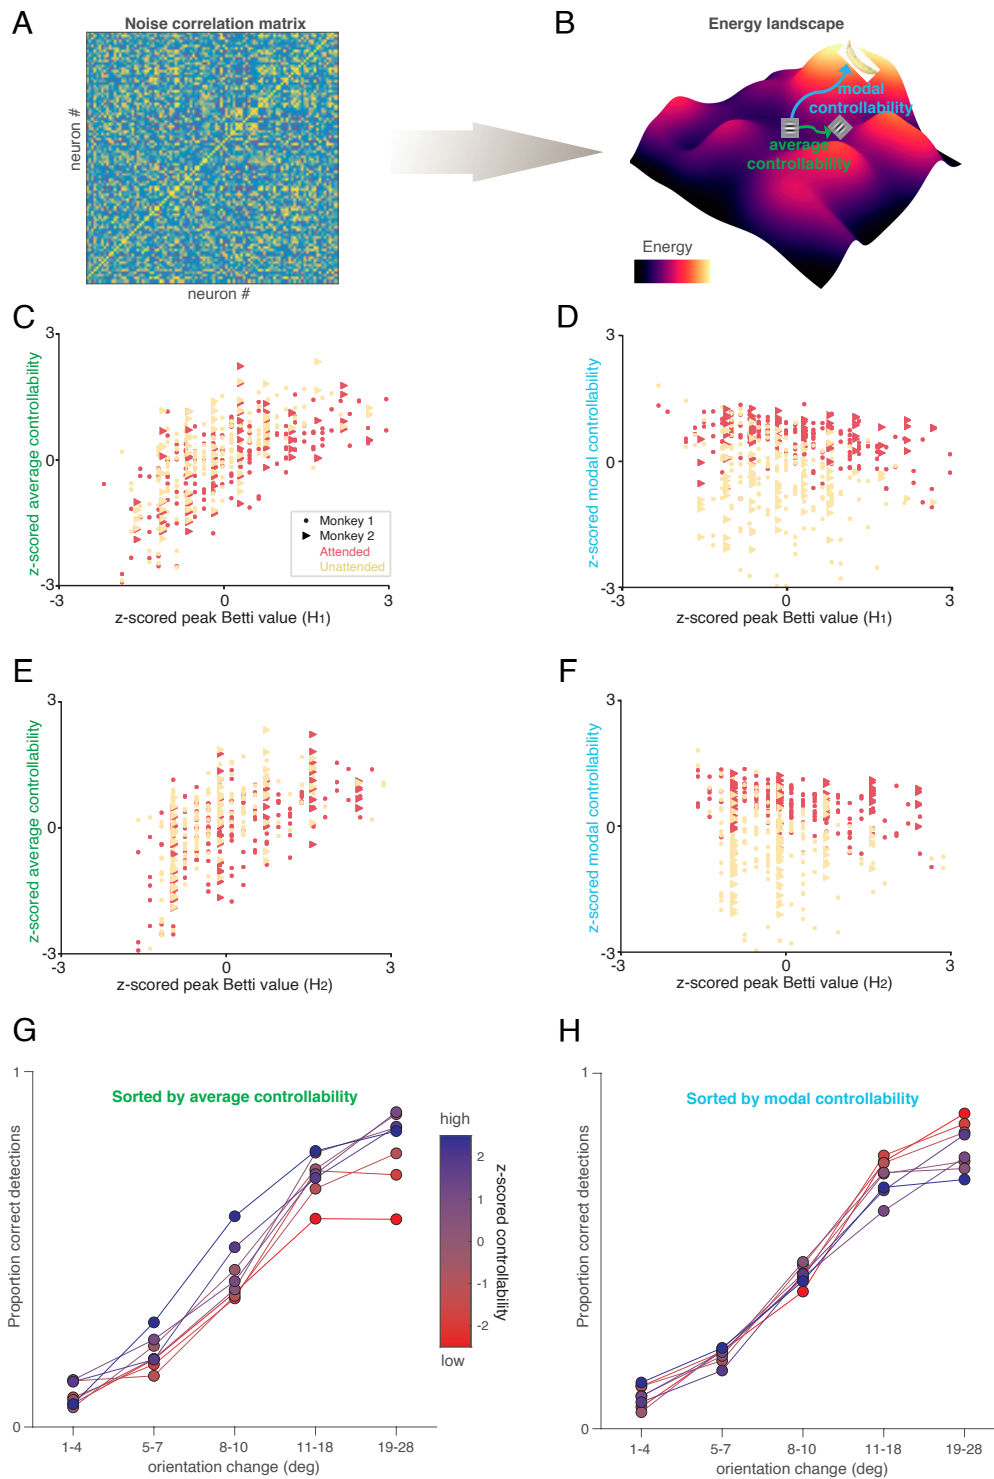 A
Noise correlation matrix
neuron #
neuron #
B
Energy landscape
modal
controllability
average
controllability
Energy
C
3
z-scored average controllability
0
-3
-3
0
3
z-scored peak Betti value (H1)
Monkey 1
Monkey 2
Attended
Unattended
D
3
z-scored modal controllability
0
-3
-3
0
3
z-scored peak Betti value (H1)
E
3
z-scored average controllability
0
-3
-3
0
3
z-scored peak Betti value (H2)
F
3
z-scored modal controllability
0
-3
-3
0
3
z-scored peak Betti value (H2)
G
1
Sorted by average controllability
Proportion correct detections
0
1-4
5-7
8-10
11-18
19-28
orientation change (deg)
high
2
1
0
-1
-2
low
z-scored controllability
H
1
Sorted by modal controllability
Proportion correct detections
0
1-4
5-7
8-10
11-18
19-28
orientation change (deg)